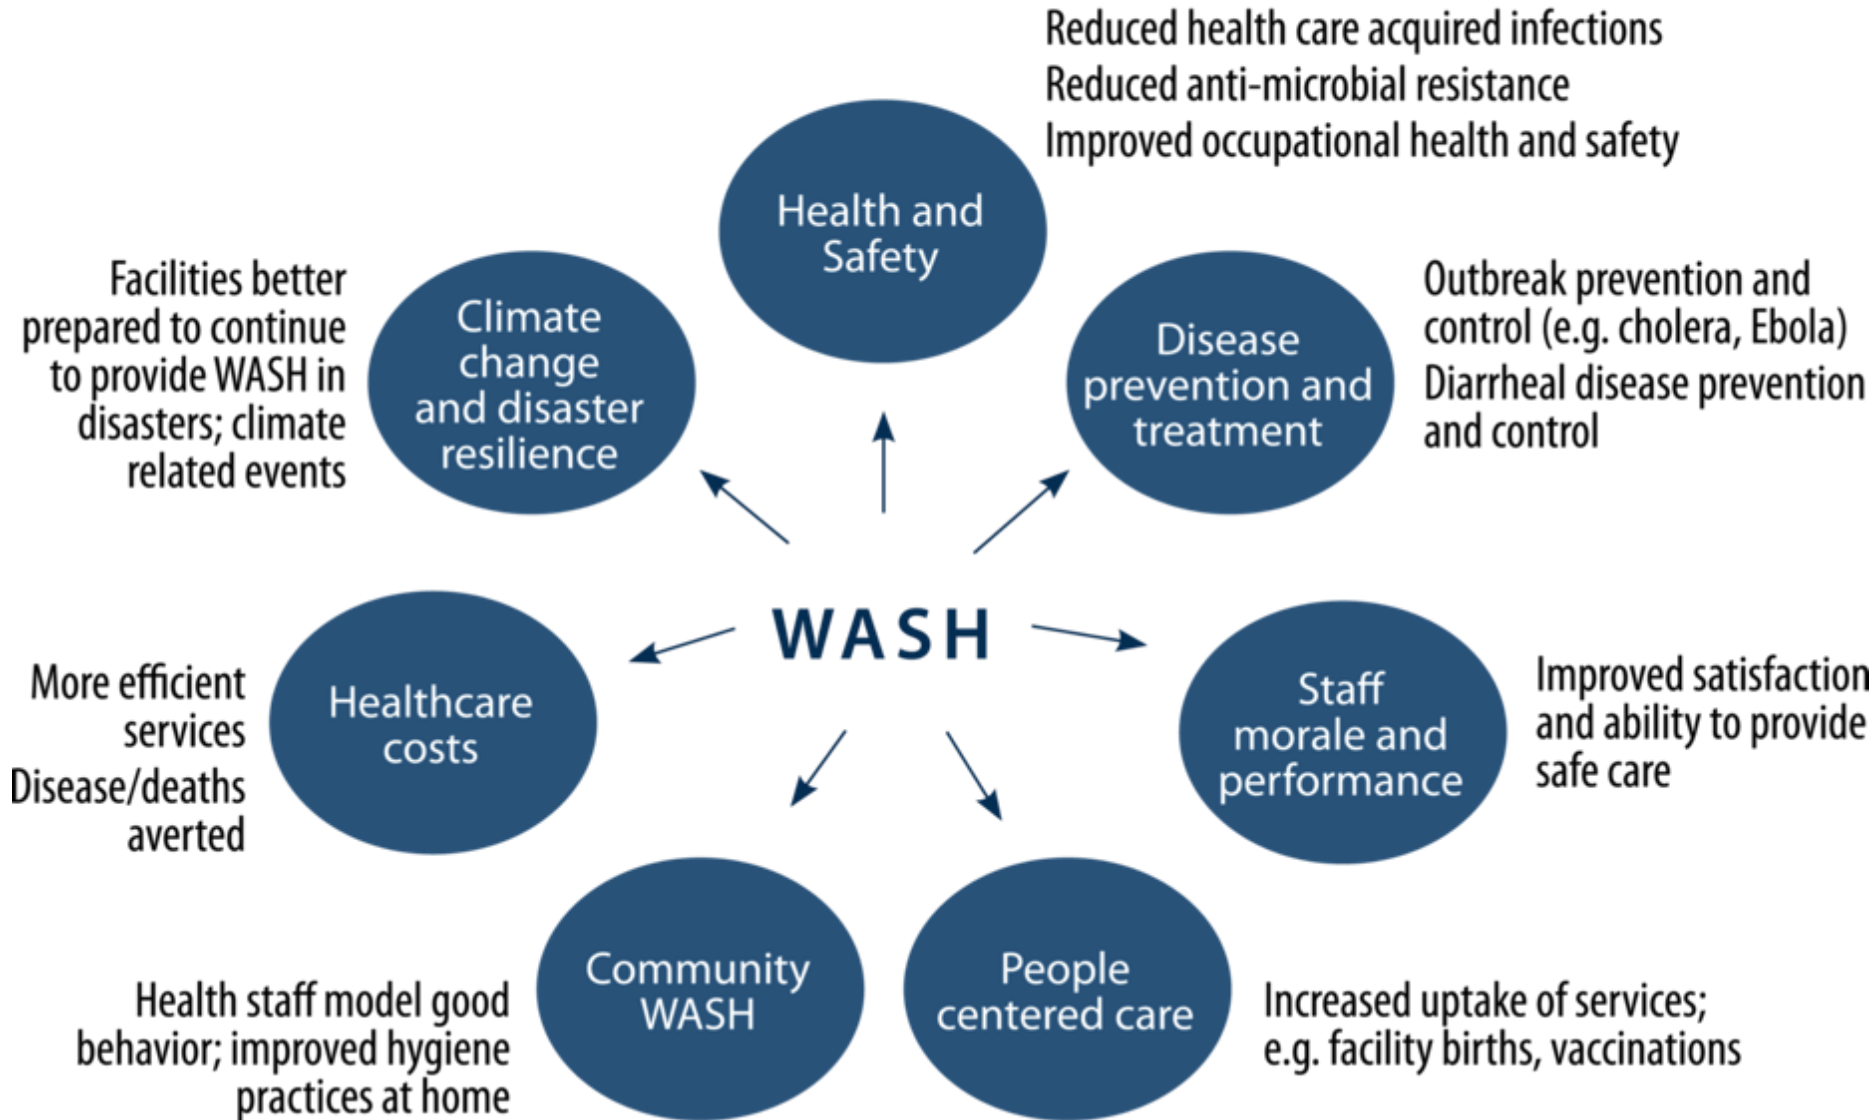 Reduced health care acquired infections
Reduced anti-microbial resistance
Improved occupational health and safety
Health and
Safety
Facilities better
prepared to continue
to provide WASH in
disasters; climate
related events
Climate
change
and disaster
resilience
Disease
prevention and
treatment
Outbreak prevention and
control (e.g. cholera, Ebola)
Diarrheal disease prevention
and control
WASH
More efficient
services
Disease/deaths
averted
Healthcare
costs
Staff
morale and
performance
Improved satisfaction
and ability to provide
safe care
Health staff model good
behavior; improved hygiene
practices at home
Community
WASH
People
centered care
Increased uptake of services;
e.g. facility births, vaccinations